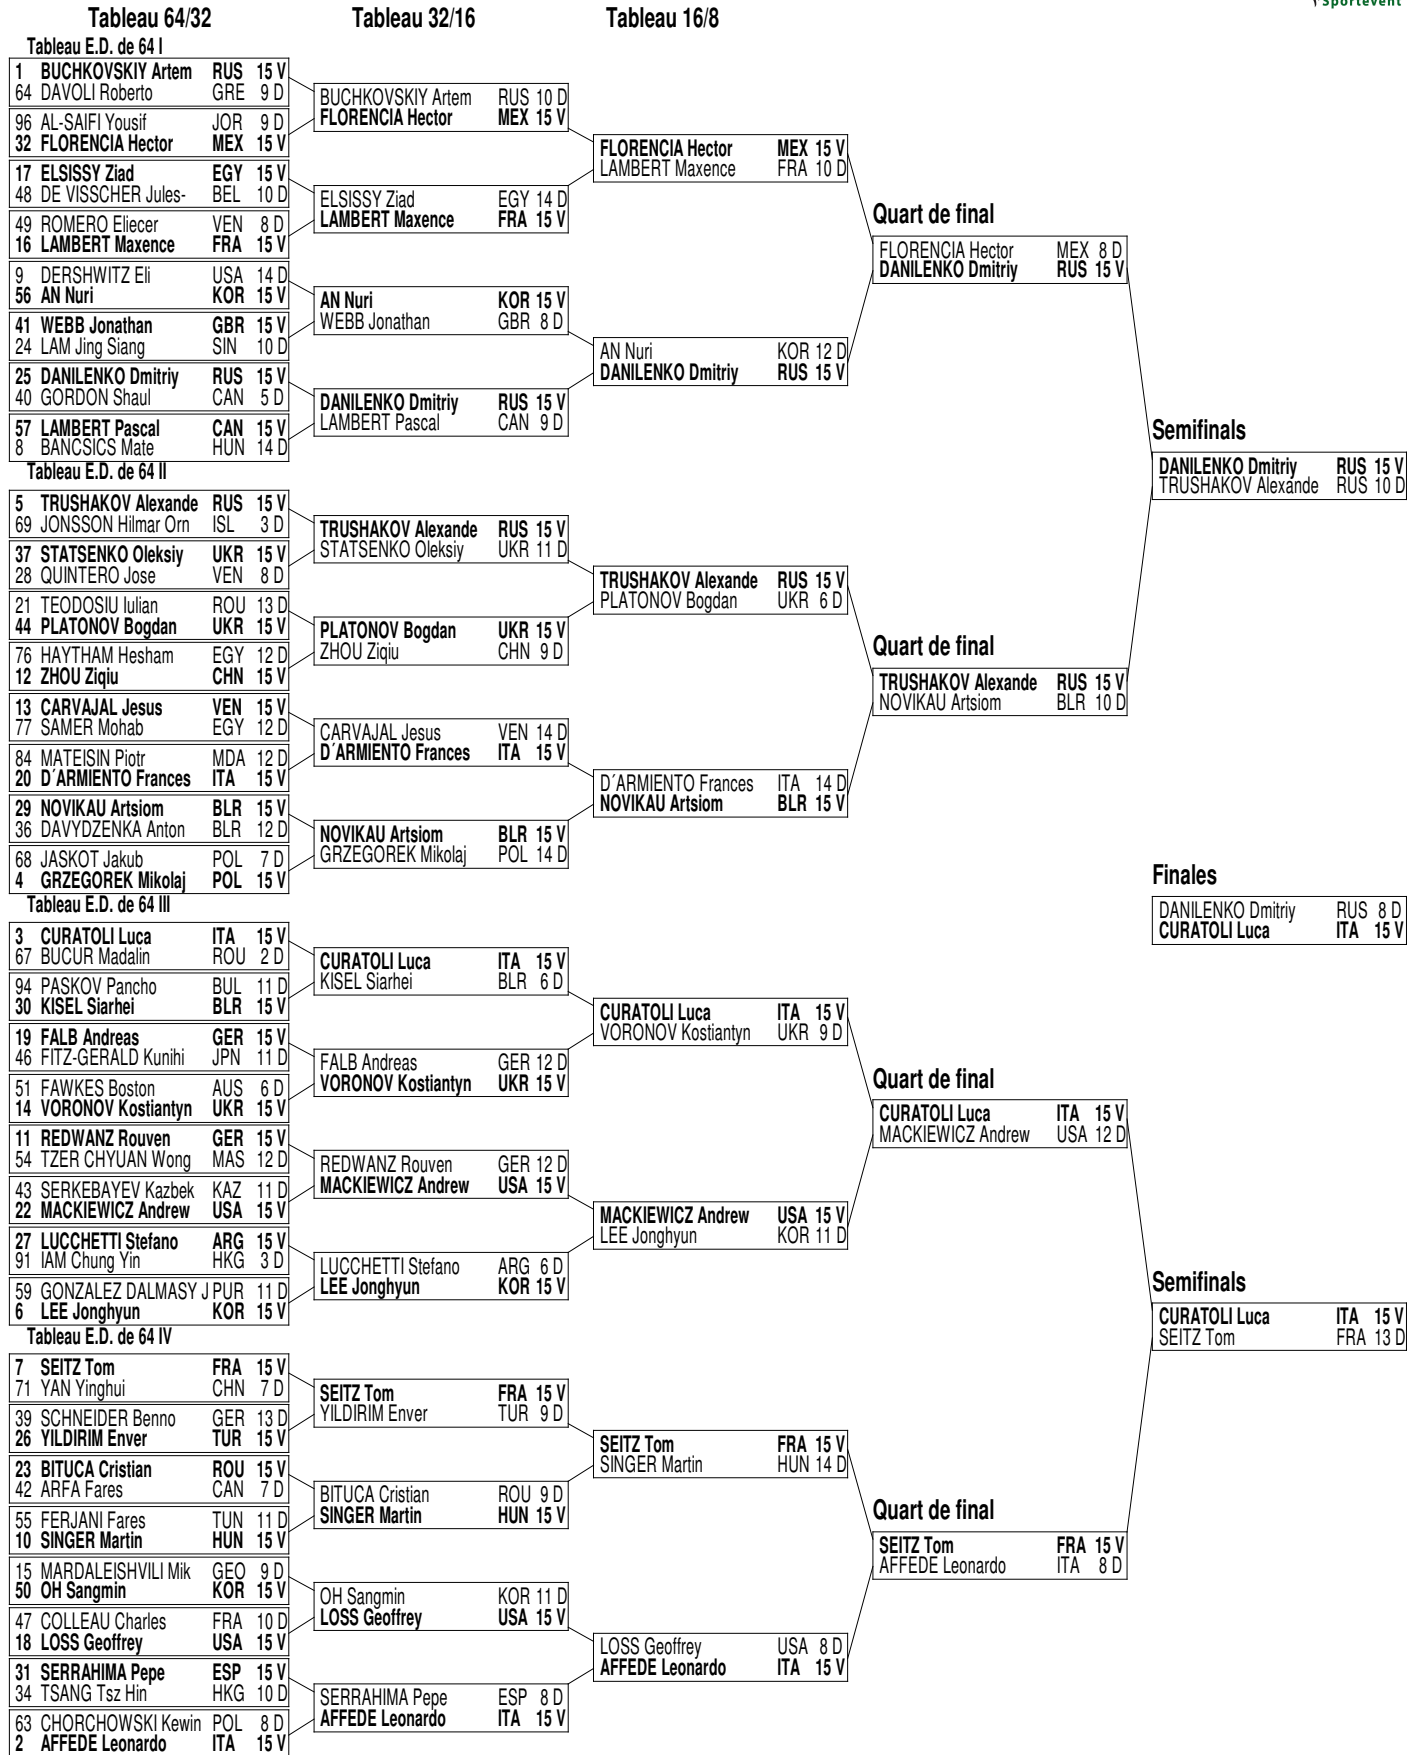 Sportevent
Tableau 64/32
Tableau 32/16
Tableau 16/8
Tableau E.D. de 64 I
1 BUCHKOVSKIY Artem RUS 15 V
64 DAVOLI Roberto GRE 9 D
96 AL-SAIFI Yousif JOR 9 D
32 FLORENCIA Hector MEX 15 V
17 ELSISSY Ziad EGY 15 V
48 DE VISSCHER Jules- BEL 10 D
49 ROMERO Eliecer VEN 8 D
16 LAMBERT Maxence FRA 15 V
9 DERSHWITZ Eli USA 14 D
56 AN Nuri KOR 15 V
41 WEBB Jonathan GBR 15 V
24 LAM Jing Siang SIN 10 D
25 DANILENKO Dmitriy RUS 15 V
40 GORDON Shaul CAN 5 D
57 LAMBERT Pascal CAN 15 V
8 BANCSICS Mate HUN 14 D
Tableau E.D. de 64 II
5 TRUSHAKOV Alexande RUS 15 V
69 JONSSON Hilmar Orn ISL 3 D
37 STATSENKO Oleksiy UKR 15 V
28 QUINTERO Jose VEN 8 D
21 TEODOSIU Iulian ROU 13 D
44 PLATONOV Bogdan UKR 15 V
76 HAYTHAM Hesham EGY 12 D
12 ZHOU Ziqiu CHN 15 V
13 CARVAJAL Jesus VEN 15 V
77 SAMER Mohab EGY 12 D
84 MATEISIN Piotr MDA 12 D
20 D´ARMIENTO Frances ITA 15 V
29 NOVIKAU Artsiom BLR 15 V
36 DAVYDZENKA Anton BLR 12 D
68 JASKOT Jakub POL 7 D
4 GRZEGOREK Mikolaj POL 15 V
Tableau E.D. de 64 III
3 CURATOLI Luca ITA 15 V
67 BUCUR Madalin ROU 2 D
94 PASKOV Pancho BUL 11 D
30 KISEL Siarhei BLR 15 V
19 FALB Andreas GER 15 V
46 FITZ-GERALD Kunihi JPN 11 D
51 FAWKES Boston AUS 6 D
14 VORONOV Kostiantyn UKR 15 V
11 REDWANZ Rouven GER 15 V
54 TZER CHYUAN Wong MAS 12 D
43 SERKEBAYEV Kazbek KAZ 11 D
22 MACKIEWICZ Andrew USA 15 V
27 LUCCHETTI Stefano ARG 15 V
91 IAM Chung Yin HKG 3 D
59 GONZALEZ DALMASY J PUR 11 D
6 LEE Jonghyun KOR 15 V
Tableau E.D. de 64 IV
7 SEITZ Tom FRA 15 V
71 YAN Yinghui CHN 7 D
39 SCHNEIDER Benno GER 13 D
26 YILDIRIM Enver TUR 15 V
23 BITUCA Cristian ROU 15 V
42 ARFA Fares CAN 7 D
55 FERJANI Fares TUN 11 D
10 SINGER Martin HUN 15 V
15 MARDALEISHVILI Mik GEO 9 D
50 OH Sangmin KOR 15 V
47 COLLEAU Charles FRA 10 D
18 LOSS Geoffrey USA 15 V
31 SERRAHIMA Pepe ESP 15 V
34 TSANG Tsz Hin HKG 10 D
63 CHORCHOWSKI Kewin POL 8 D
2 AFFEDE Leonardo ITA 15 V
BUCHKOVSKIY Artem RUS 10 D
FLORENCIA Hector MEX 15 V
ELSISSY Ziad EGY 14 D
LAMBERT Maxence FRA 15 V
AN Nuri KOR 15 V
WEBB Jonathan GBR 8 D
DANILENKO Dmitriy RUS 15 V
LAMBERT Pascal CAN 9 D
TRUSHAKOV Alexande RUS 15 V
STATSENKO Oleksiy UKR 11 D
PLATONOV Bogdan UKR 15 V
ZHOU Ziqiu CHN 9 D
CARVAJAL Jesus VEN 14 D
D´ARMIENTO Frances ITA 15 V
NOVIKAU Artsiom BLR 15 V
GRZEGOREK Mikolaj POL 14 D
CURATOLI Luca ITA 15 V
KISEL Siarhei BLR 6 D
FALB Andreas GER 12 D
VORONOV Kostiantyn UKR 15 V
REDWANZ Rouven GER 12 D
MACKIEWICZ Andrew USA 15 V
LUCCHETTI Stefano ARG 6 D
LEE Jonghyun KOR 15 V
SEITZ Tom FRA 15 V
YILDIRIM Enver TUR 9 D
BITUCA Cristian ROU 9 D
SINGER Martin HUN 15 V
OH Sangmin KOR 11 D
LOSS Geoffrey USA 15 V
SERRAHIMA Pepe ESP 8 D
AFFEDE Leonardo ITA 15 V
FLORENCIA Hector MEX 15 V
LAMBERT Maxence FRA 10 D
AN Nuri KOR 12 D
DANILENKO Dmitriy RUS 15 V
TRUSHAKOV Alexande RUS 15 V
PLATONOV Bogdan UKR 6 D
D´ARMIENTO Frances ITA 14 D
NOVIKAU Artsiom BLR 15 V
CURATOLI Luca ITA 15 V
VORONOV Kostiantyn UKR 9 D
MACKIEWICZ Andrew USA 15 V
LEE Jonghyun KOR 11 D
SEITZ Tom FRA 15 V
SINGER Martin HUN 14 D
LOSS Geoffrey USA 8 D
AFFEDE Leonardo ITA 15 V
Quart de final
FLORENCIA Hector MEX 8 D
DANILENKO Dmitriy RUS 15 V
Quart de final
TRUSHAKOV Alexande RUS 15 V
NOVIKAU Artsiom BLR 10 D
Quart de final
CURATOLI Luca ITA 15 V
MACKIEWICZ Andrew USA 12 D
Quart de final
SEITZ Tom FRA 15 V
AFFEDE Leonardo ITA 8 D
Semifinals
DANILENKO Dmitriy RUS 15 V
TRUSHAKOV Alexande RUS 10 D
Finales
DANILENKO Dmitriy RUS 8 D
CURATOLI Luca ITA 15 V
Semifinals
CURATOLI Luca ITA 15 V
SEITZ Tom FRA 13 D